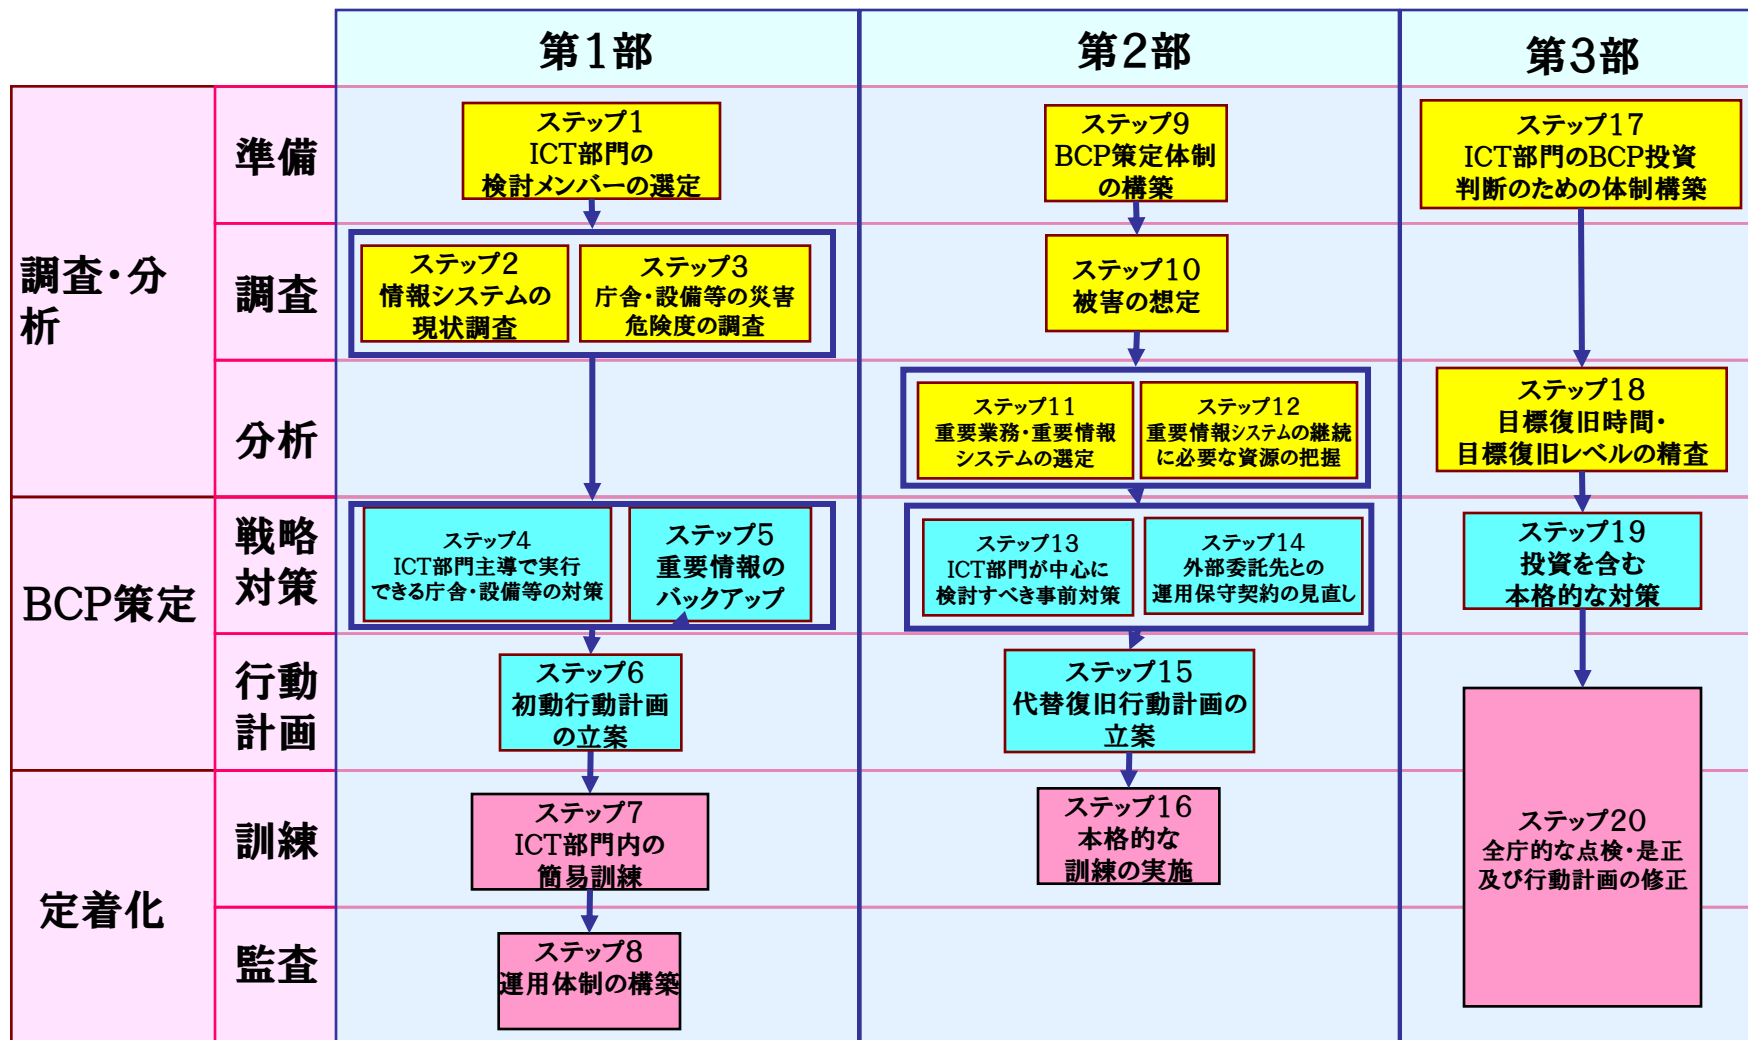 第1部
第2部
第3部
調査・分
析
準備
ステップ1
ICT部門の
検討メンバーの選定
ステップ9
BCP策定体制
の構築
ステップ17
ICT部門のBCP投資
判断のための体制構築
調査
ステップ2
情報システムの
現状調査
ステップ3
庁舎・設備等の災害
危険度の調査
ステップ10
被害の想定
分析
ステップ11
重要業務・重要情報
システムの選定
ステップ12
重要情報システムの継続
に必要な資源の把握
ステップ18
目標復旧時間・
目標復旧レベルの精査
BCP策定
戦略
対策
ステップ4
ICT部門主導で実行
できる庁舎・設備等の対策
ステップ5
重要情報の
バックアップ
ステップ13
ICT部門が中心に
検討すべき事前対策
ステップ14
外部委託先との
運用保守契約の見直し
ステップ19
投資を含む
本格的な対策
行動
計画
ステップ6
初動行動計画
の立案
ステップ15
代替復旧行動計画の
立案
定着化
訓練
ステップ7
ICT部門内の
簡易訓練
ステップ16
本格的な
訓練の実施
ステップ20
全庁的な点検・是正
及び行動計画の修正
監査
ステップ8
運用体制の構築